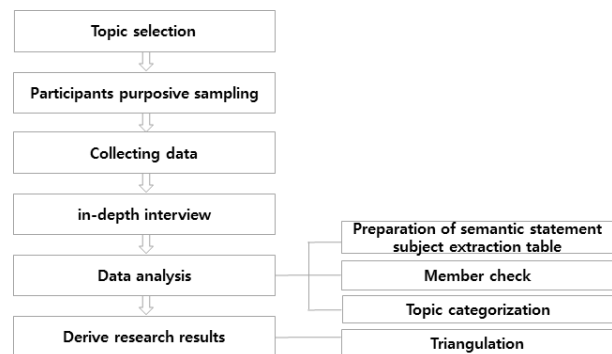 Topic selection
Participants purposive sampling
Collecting data
in-depth interview
Data analysis
Derive research results
Preparation of semantic statement
subject extraction table
Member check
Topic categorization
Triangulation